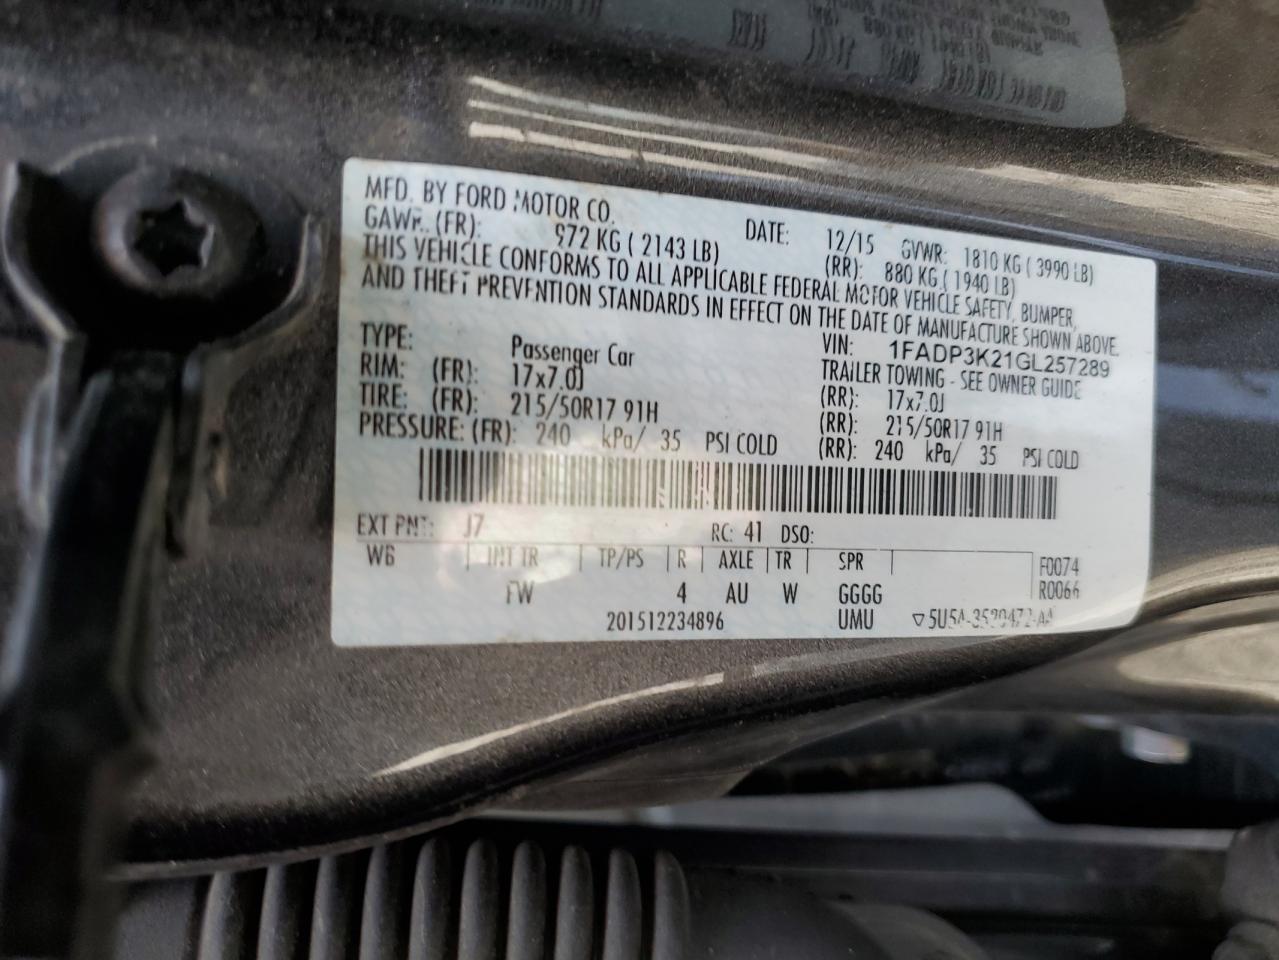 MFD. BY FORD MOTOR CO. DATE: 12/15 GVWR: 1810 KG ( 3990 LB)
GAWR: (FR): 972 KG ( 2143 LB) (RR): 880 KG ( 1940 LB)
THIS VEHICLE CONFORMS TO ALL APPLICABLE FEDERAL MOTOR VEHICLE SAFETY, BUMPER,
AND THEFT PREVENTION STANDARDS IN EFFECT ON THE DATE OF MANUFACTURE SHOWN ABOVE.
VIN: 1FADP3K21GL257289
TYPE: Passenger Car TRAILER TOWING - SEE OWNER GUIDE
RIM: (FR): 17x7.0J (RR): 17x7.0J
TIRE: (FR): 215/50R17 91H (RR): 215/50R17 91H
PRESSURE: (FR): 240 kPa/ 35 PSI COLD (RR): 240 kPa/ 35 PSI COLD
EXT PNT: J7 RC: 41 DSO:
WB INT TR TP/PS R AXLE TR SPR F0074
FW 4 AU W GGGG R0066
201512234896 UMU ▽5U5A-3520472-AA